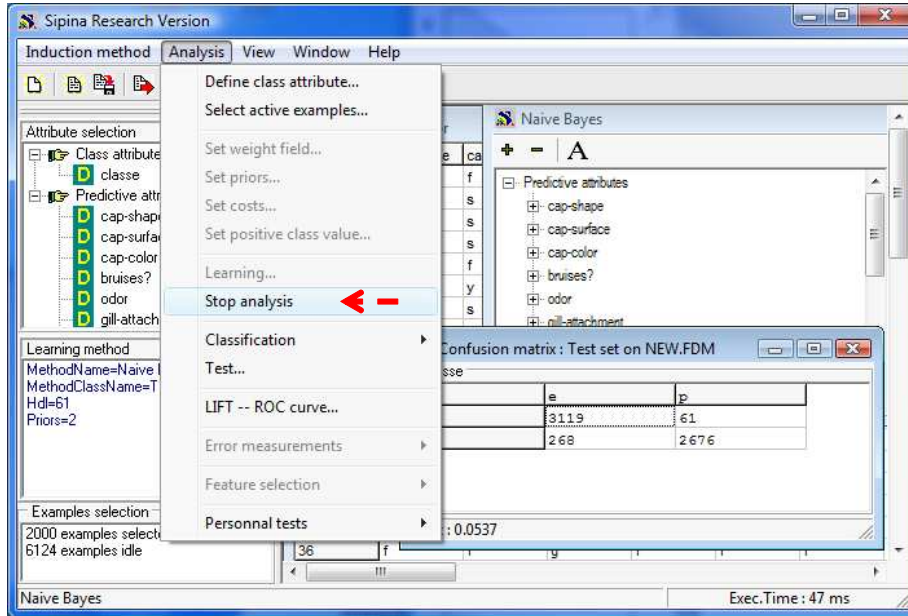 Sipina Research Version
Induction method Analysis View Window Help
Define class attribute...
Select active examples...
Set weight field...
Set priors...
Set costs...
Set positive class value...
Learning...
Stop analysis
Classification
Test...
LIFT -- ROC curve...
Error measurements
Feature selection
Personnal tests
Attribute selection
Class attribute
classe
Predictive attr
cap-shap
cap-surfa
cap-color
bruises?
odor
gill-attach
Learning method
MethodName=Naive
MethodClassName=T
Hdl=61
Priors=2
Examples selection
2000 examples select
6124 examples idle
e ca
f
s
s
s
f
y
s
Naive Bayes
A
Predictive attributes
cap-shape
cap-surface
cap-color
bruises?
odor
gill-attachment
Confusion matrix : Test set on NEW.FDM
sse
e p
3119 61
268 2676
: 0.0537
36 f
Naive Bayes
Exec.Time : 47 ms